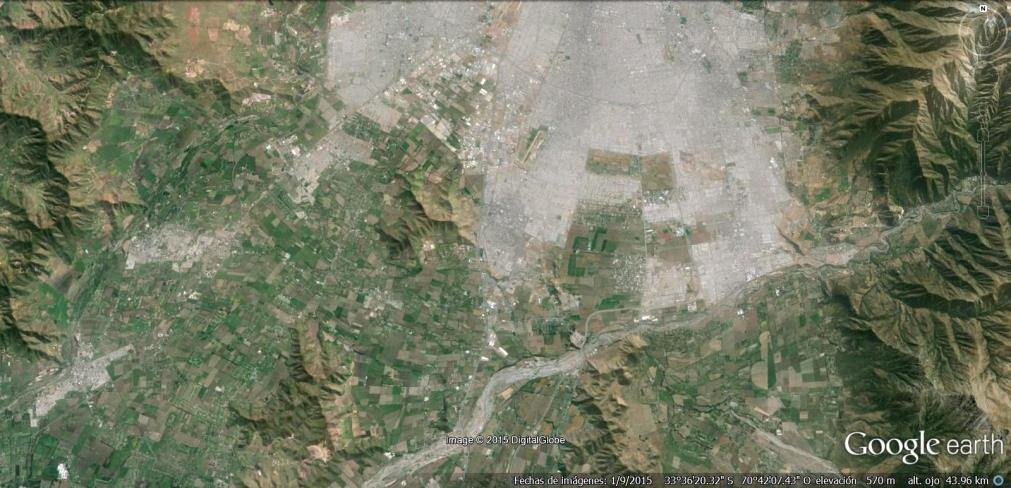 N
Image © 2015 DigitalGlobe
Google earth
Fechas de imágenes: 1/9/2015 33°36'20.32" S 70°42'07.43" O elevación 570 m alt. ojo 43.96 km